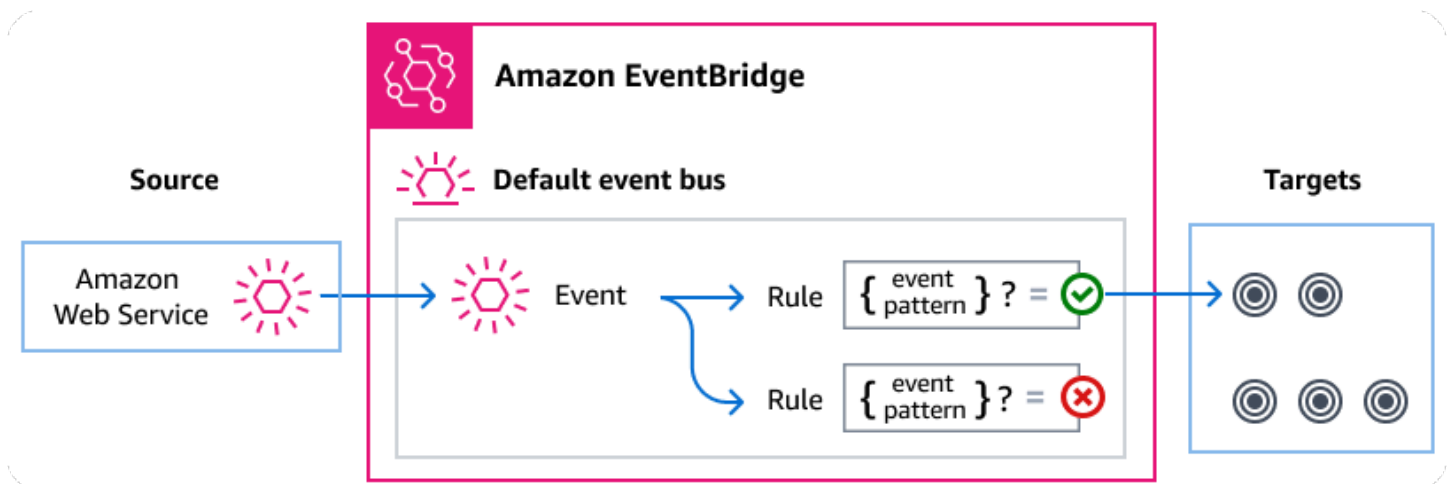 Amazon EventBridge
Source
Default event bus
Targets
Amazon
Web Service
Event
Rule
{ event
pattern } ? =
Rule
{ event
pattern } ? =